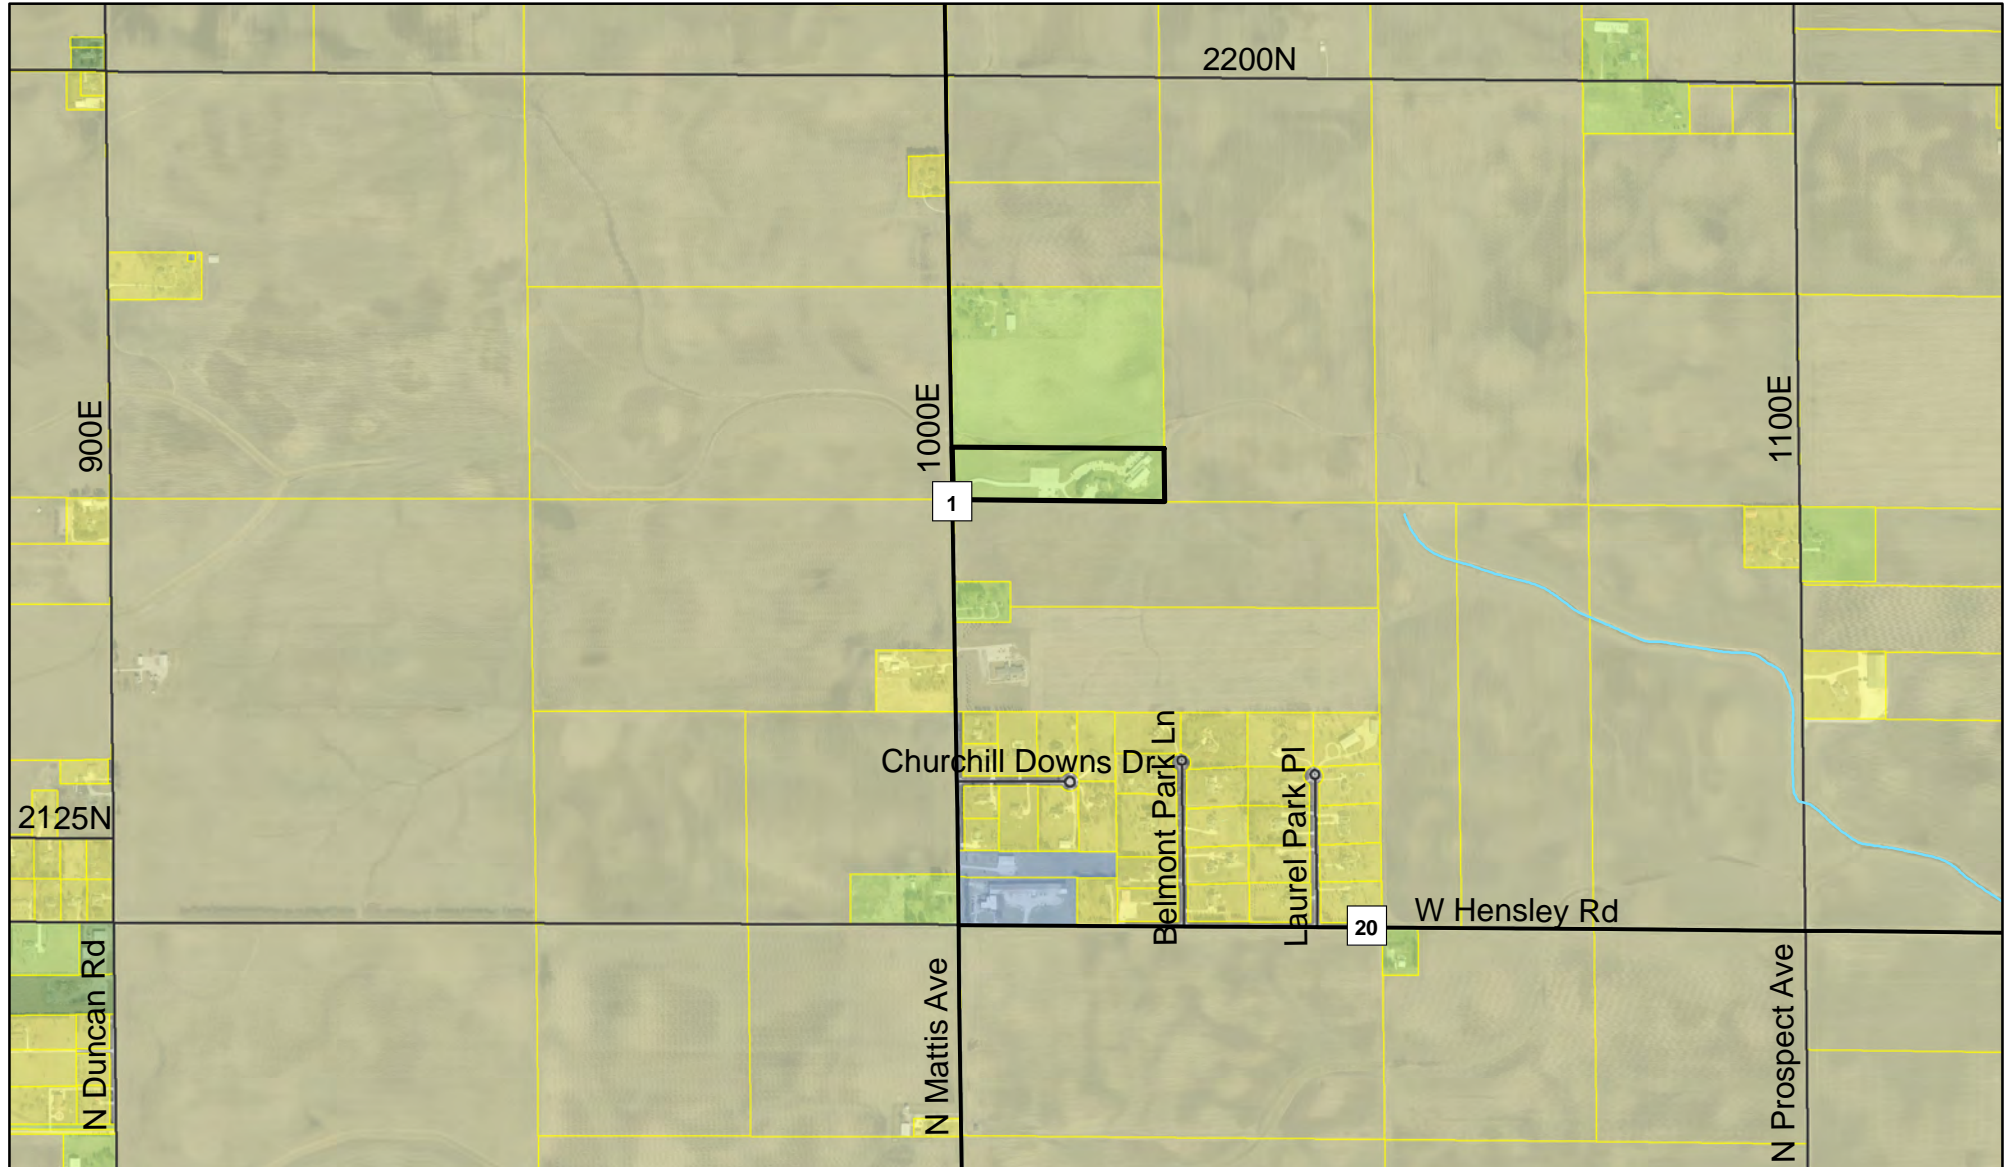 2200N
900E
1000E
1100E
1
Churchill Downs Dr
Belmont Park Ln
Laurel Park Pl
2125N
W Hensley Rd
20
N Duncan Rd
N Mattis Ave
N Prospect Ave